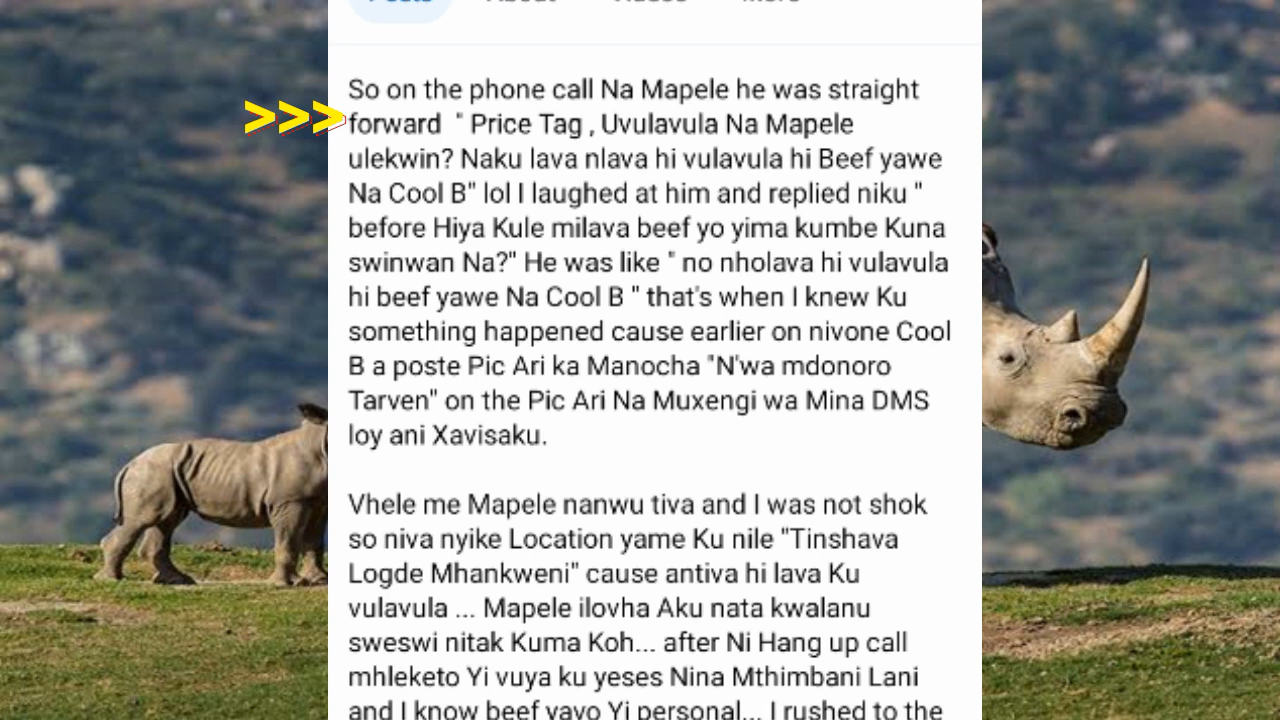 >>>
So on the phone call Na Mapele he was straight
forward " Price Tag , Uvulavula Na Mapele
ulekwin? Naku lava nlava hi vulavula hi Beef yawe
Na Cool B" lol I laughed at him and replied niku "
before Hiya Kule milava beef yo yima kumbe Kuna
swinwan Na?" He was like " no nholava hi vulavula
hi beef yawe Na Cool B " that's when I knew Ku
something happened cause earlier on nivone Cool
B a poste Pic Ari ka Manocha "N'wa mdonoro
Tarven" on the Pic Ari Na Muxengi wa Mina DMS
loy ani Xavisaku.
Vhele me Mapele nanwu tiva and I was not shok
so niva nyike Location yame Ku nile "Tinshava
Logde Mhankweni" cause antiva hi lava Ku
vulavula ... Mapele ilovha Aku nata kwalanu
sweswi nitak Kuma Koh... after Ni Hang up call
mhleketo Yi vuya ku yeses Nina Mthimbani Lani
and I know beef yavo Yi personal... I rushed to the